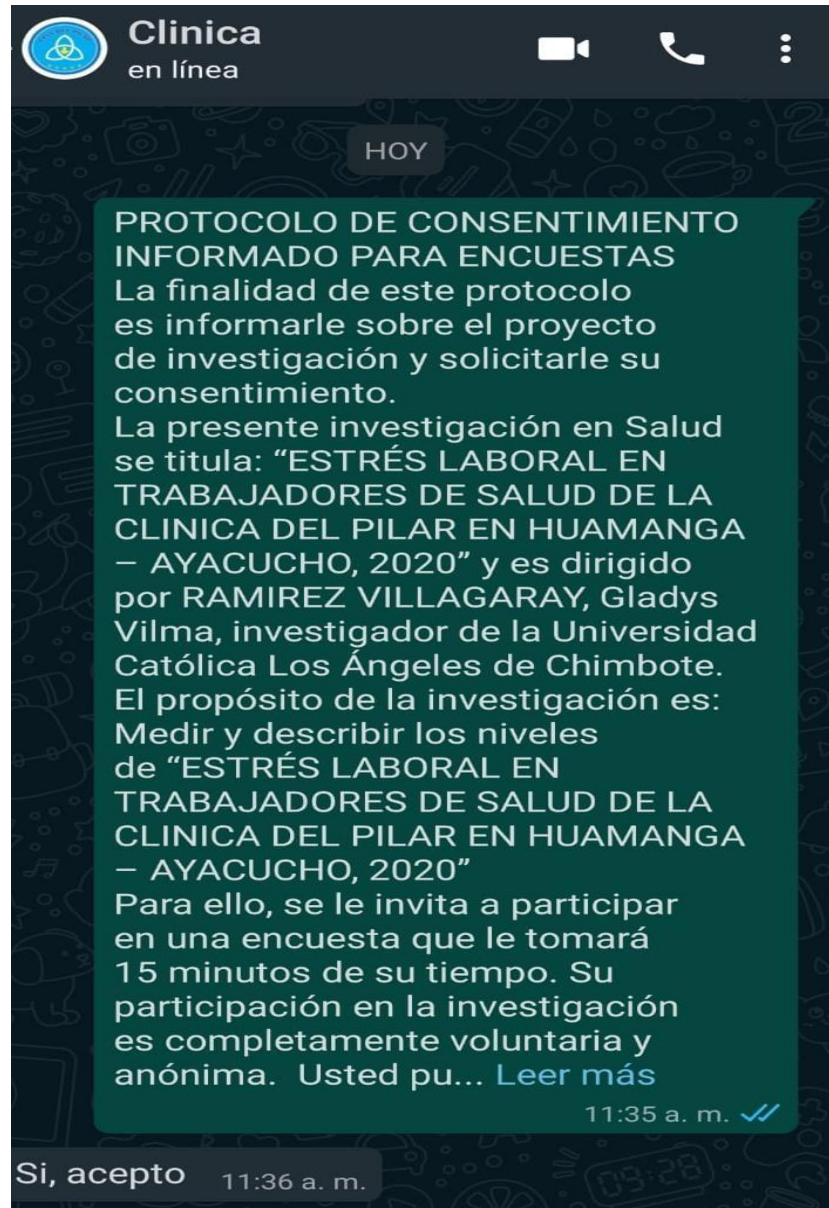 Clinica
en línea
HOY
PROTOCOLO DE CONSENTIMIENTO
INFORMADO PARA ENCUESTAS
La finalidad de este protocolo
es informarle sobre el proyecto
de investigación y solicitarle su
consentimiento.
La presente investigación en Salud
se titula: “ESTRÉS LABORAL EN
TRABAJADORES DE SALUD DE LA
CLINICA DEL PILAR EN HUAMANGA
– AYACUCHO, 2020” y es dirigido
por RAMIREZ VILLAGARAY, Gladys
Vilma, investigador de la Universidad
Católica Los Ángeles de Chimbote.
El propósito de la investigación es:
Medir y describir los niveles
de “ESTRÉS LABORAL EN
TRABAJADORES DE SALUD DE LA
CLINICA DEL PILAR EN HUAMANGA
– AYACUCHO, 2020”
Para ello, se le invita a participar
en una encuesta que le tomará
15 minutos de su tiempo. Su
participación en la investigación
es completamente voluntaria y
anónima.  Usted pu... Leer más
11:35 a. m.
Si, acepto 11:36 a. m.
09:28